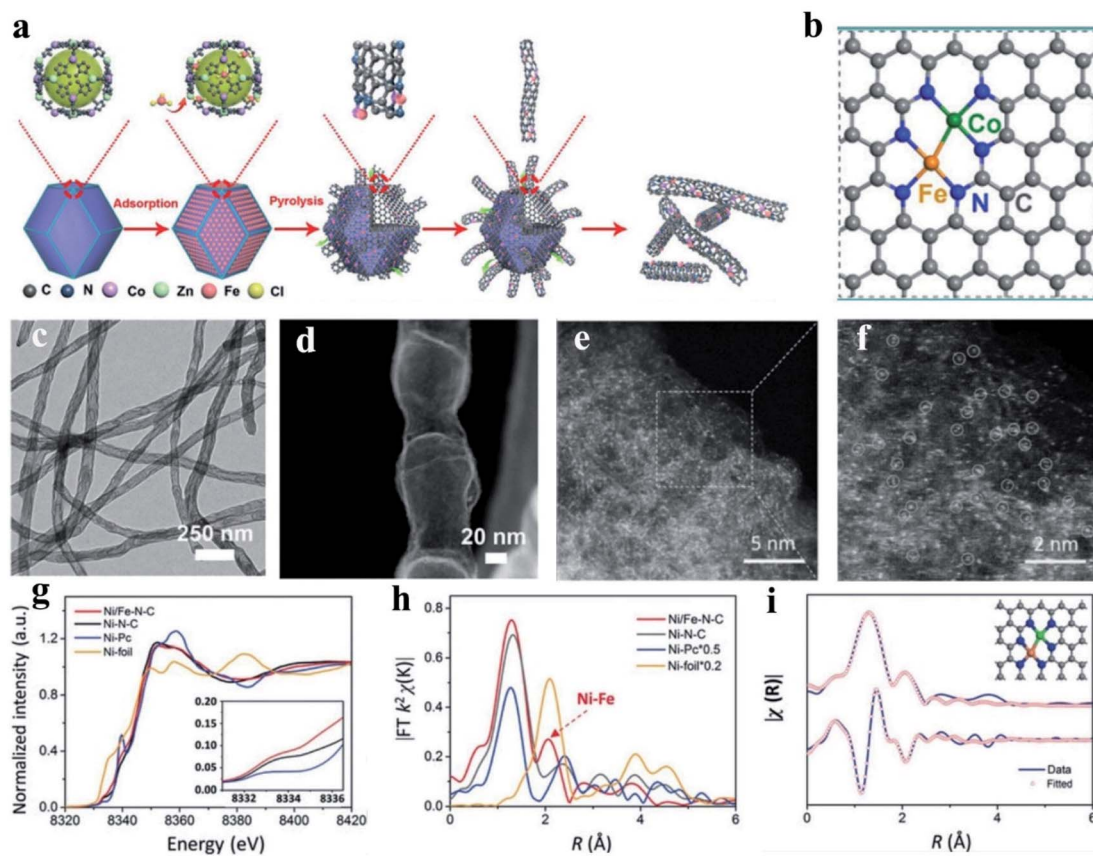 a
Adsorption
Pyrolysis
C N Co Zn Fe Cl
b
Co
Fe N C
c
250 nm
d
20 nm
e
5 nm
f
2 nm
g
Normalized intensity (a.u.)
1.2
0.8
0.4
0.0
Ni/Fe-N-C
Ni-N-C
Ni-Pc
Ni-foil
0.20
0.15
0.10
0.05
0.00
8332 8334 8336
8320 8340 8360 8380 8400 8420
Energy (eV)
h
|FT k² χ(K)|
0.8
0.6
0.4
0.2
0.0
Ni/Fe-N-C
Ni-N-C
Ni-Pc*0.5
Ni-foil*0.2
Ni-Fe
0 2 4 6
R (Å)
i
|χ (R)|
Data
Fitted
0 2 4 6
R (Å)